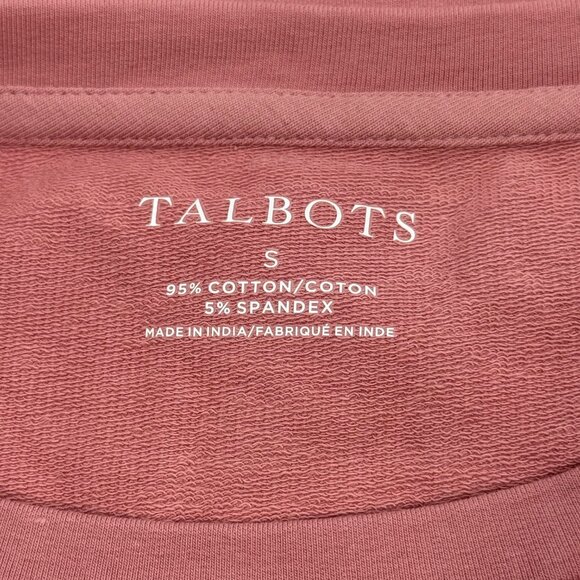 TALBOTS
S
95% COTTON/COTON
5% SPANDEX
MADE IN INDIA/FABRIQUÉ EN INDE